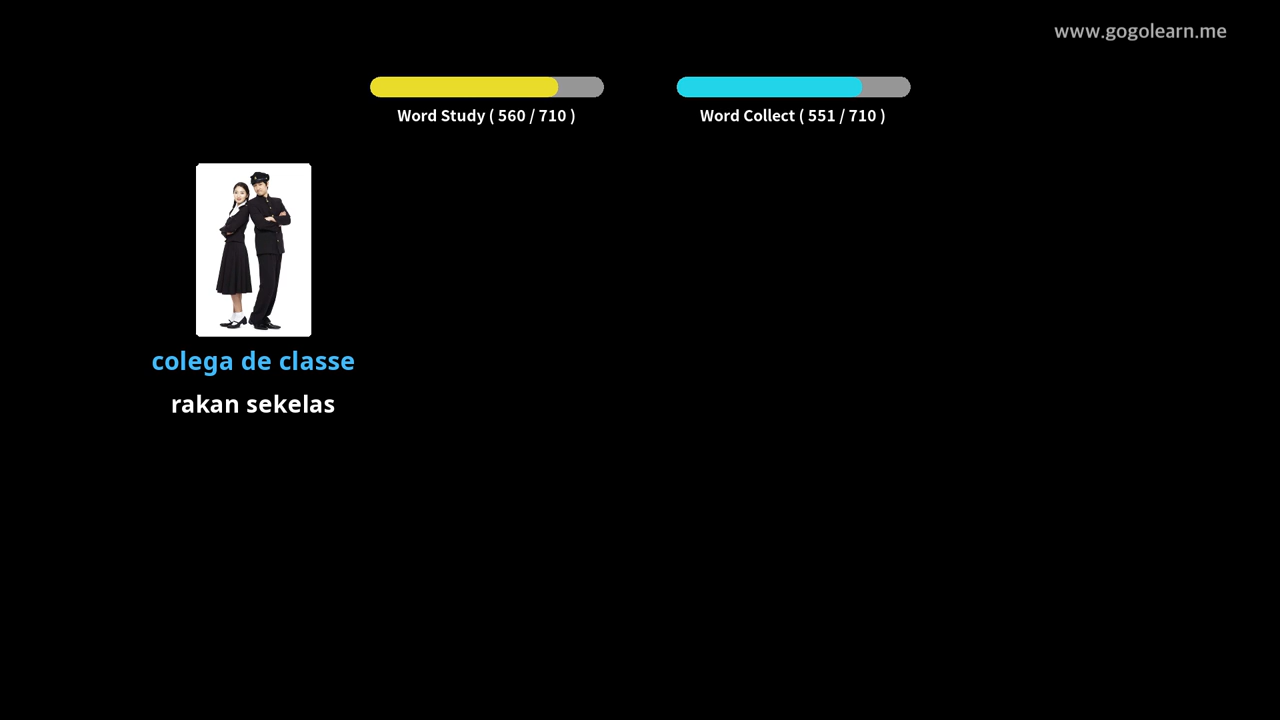 www.gogolearn.me
Word Study ( 560 / 710 )
Word Collect ( 551 / 710 )
colega de classe
rakan sekelas